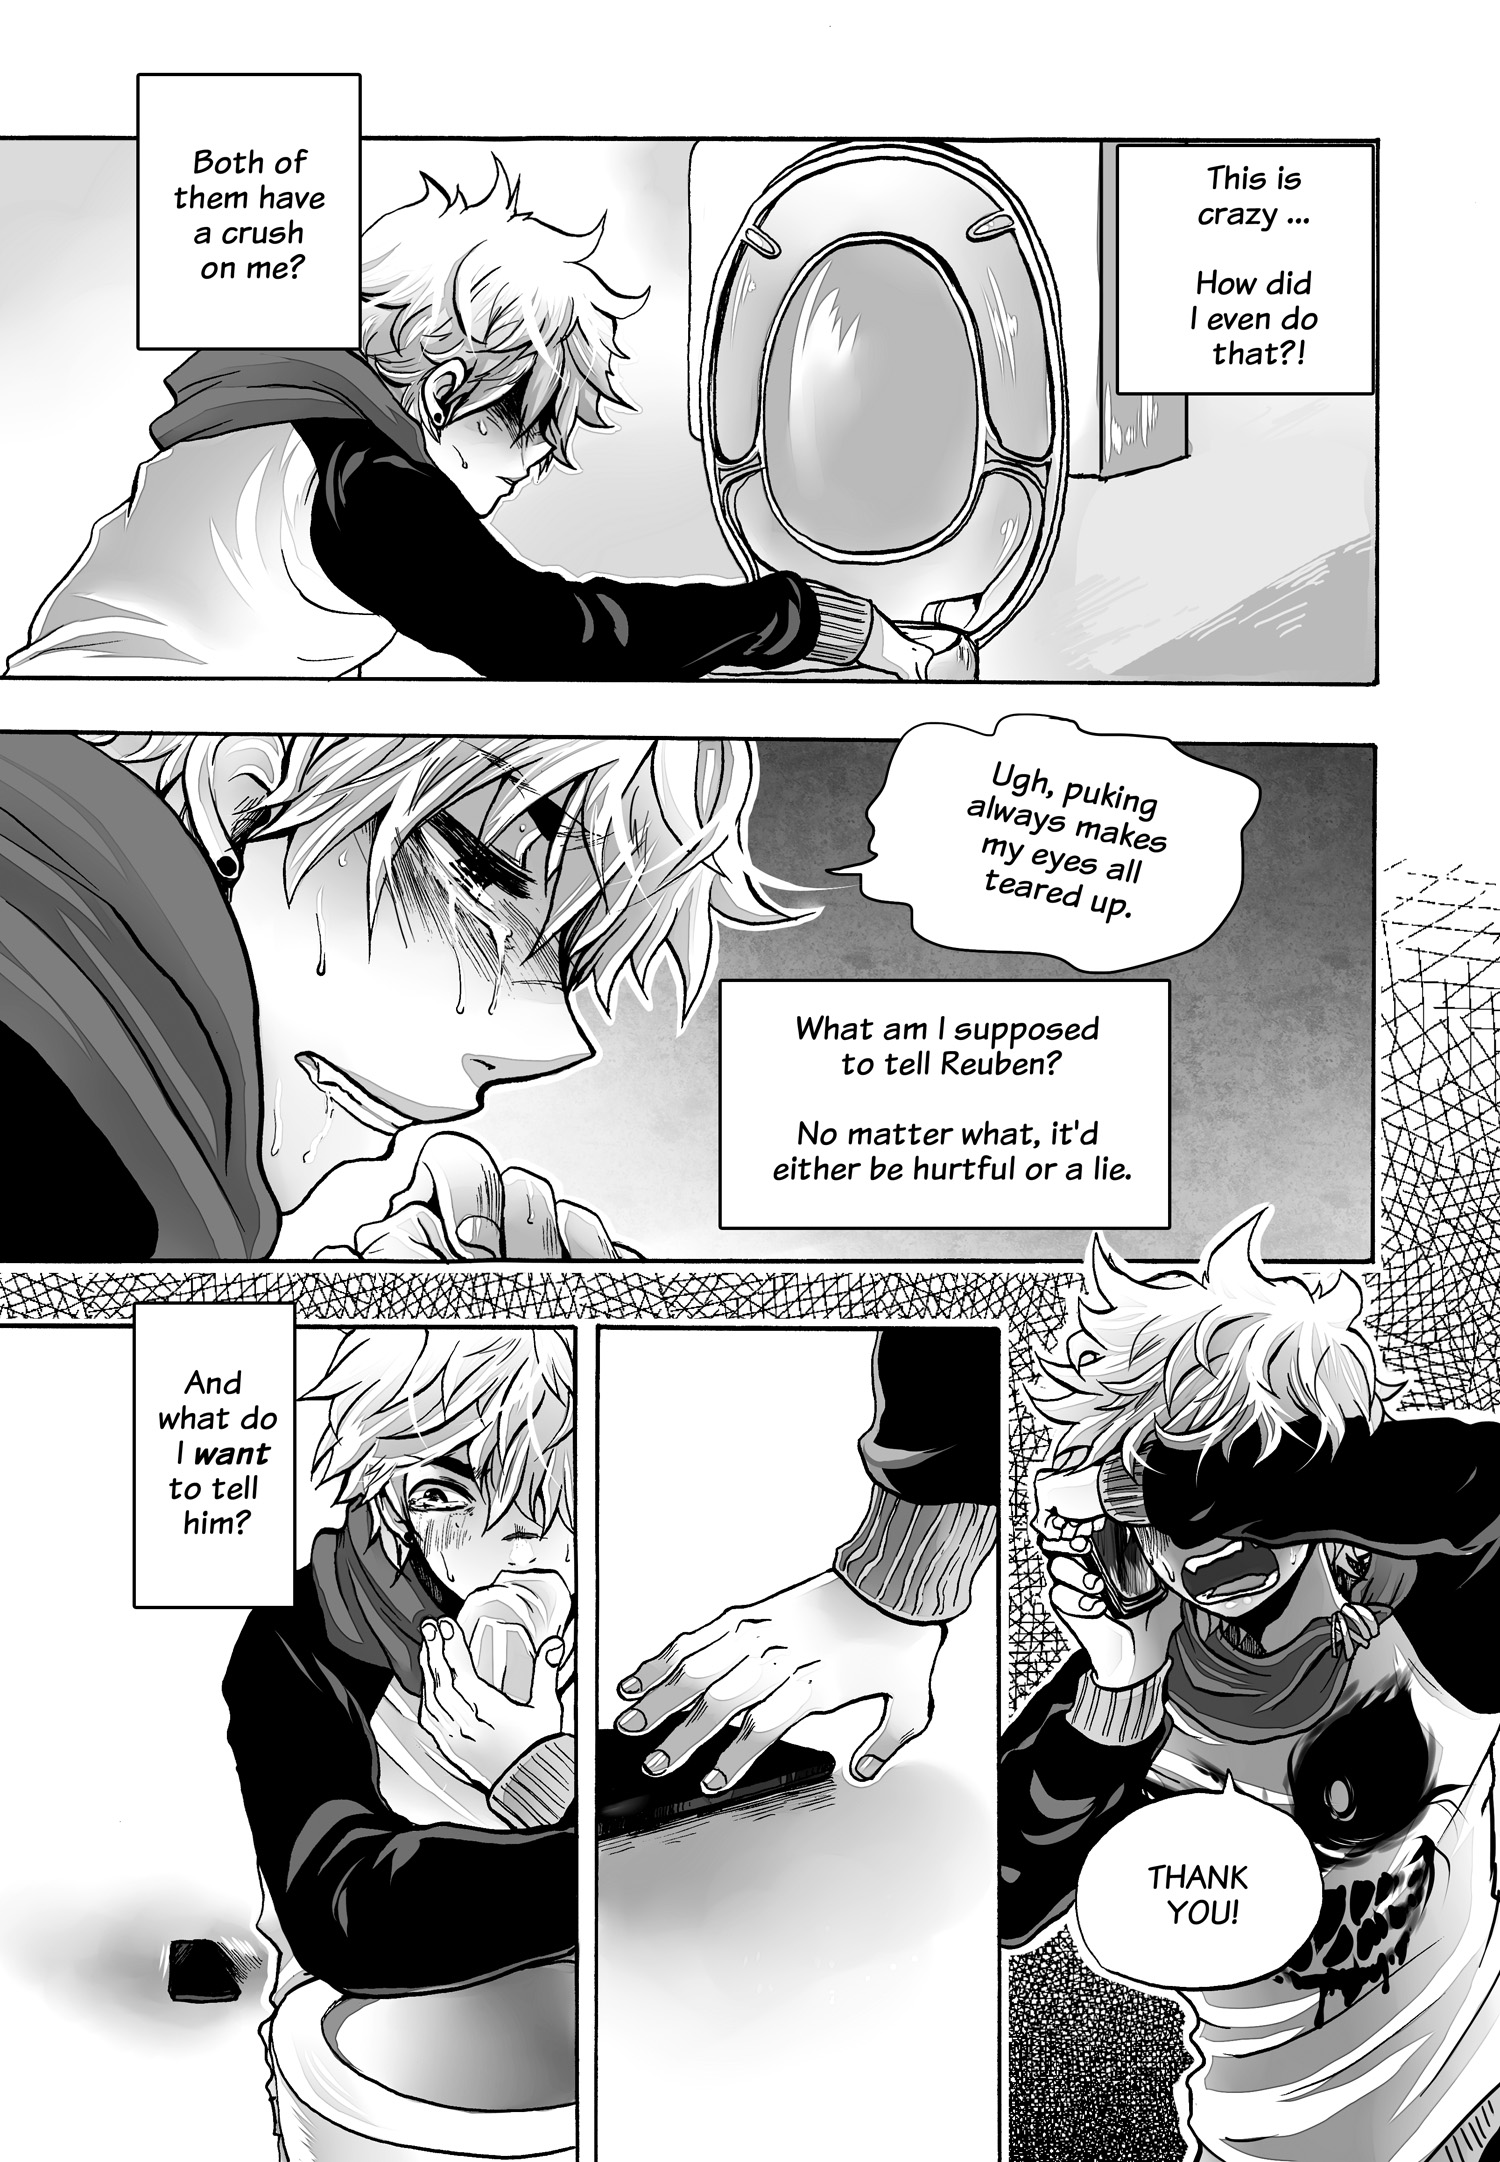 Both of
them have
a crush
on me?
This is
crazy ...
How did
I even do
that?!
Ugh, puking
always makes
my eyes all
teared up.
What am I supposed
to tell Reuben?
No matter what, it'd
either be hurtful or a lie.
And
what do
I want
to tell
him?
THANK
YOU!